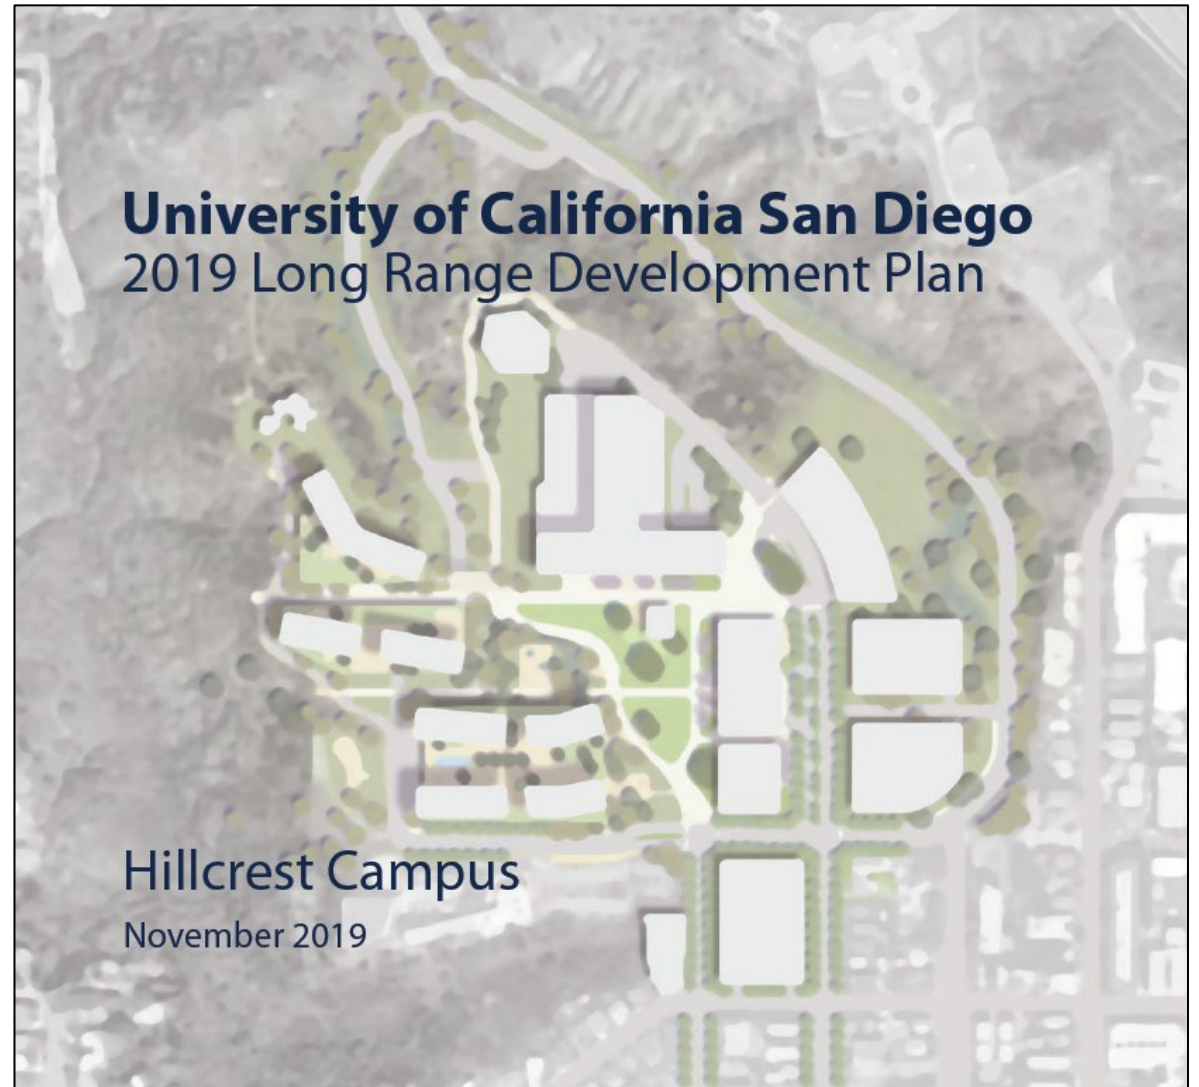 University of California San Diego
2019 Long Range Development Plan
Hillcrest Campus
November 2019